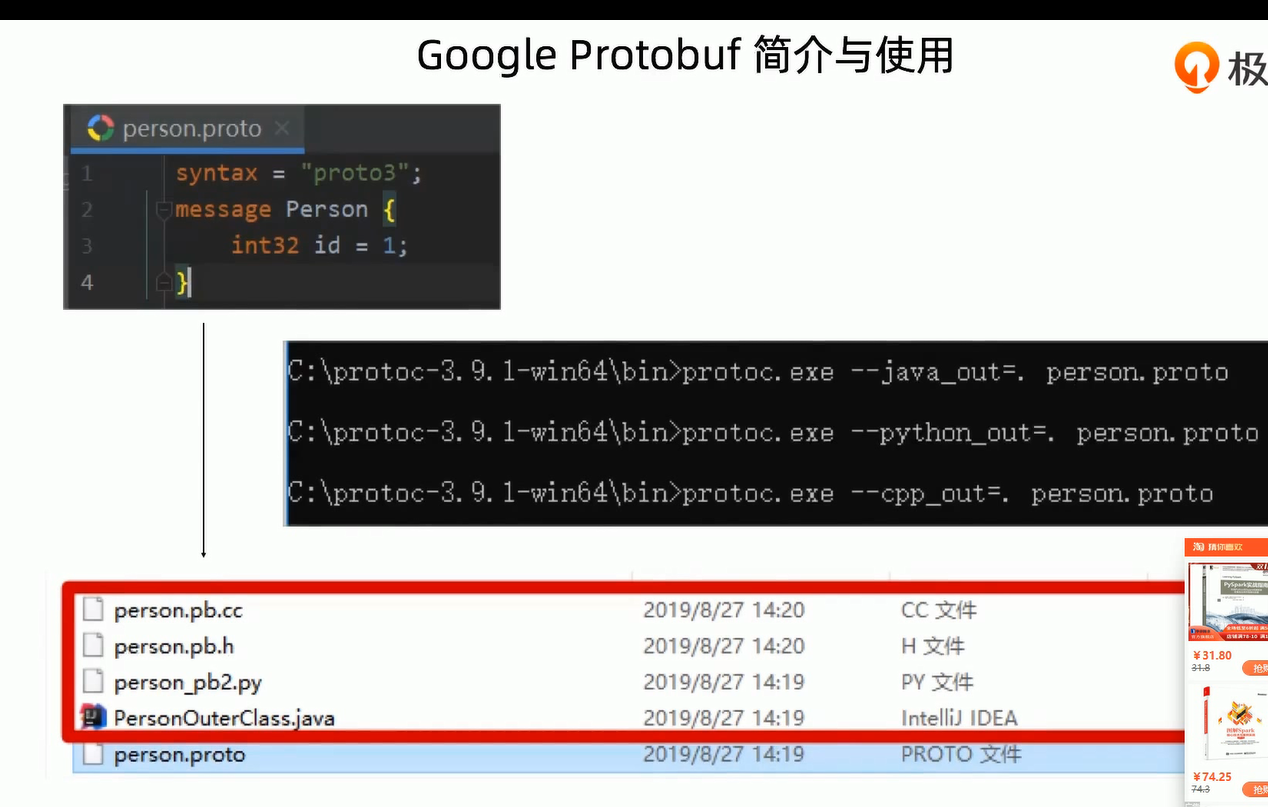 Google Protobuf 简介与使用
极
person.proto
1 syntax = "proto3";
2 message Person {
3 int32 id = 1;
4 }
C:\protoc-3.9.1-win64\bin>protoc.exe --java_out=. person.proto
C:\protoc-3.9.1-win64\bin>protoc.exe --python_out=. person.proto
C:\protoc-3.9.1-win64\bin>protoc.exe --cpp_out=. person.proto
person.pb.cc 2019/8/27 14:20 CC 文件
person.pb.h 2019/8/27 14:20 H 文件
person_pb2.py 2019/8/27 14:19 PY 文件
PersonOuterClass.java 2019/8/27 14:19 IntelliJ IDEA
person.proto 2019/8/27 14:19 PROTO 文件
淘 猜你喜欢
¥31.80
31.8
抢
¥74.25
74.3
抢